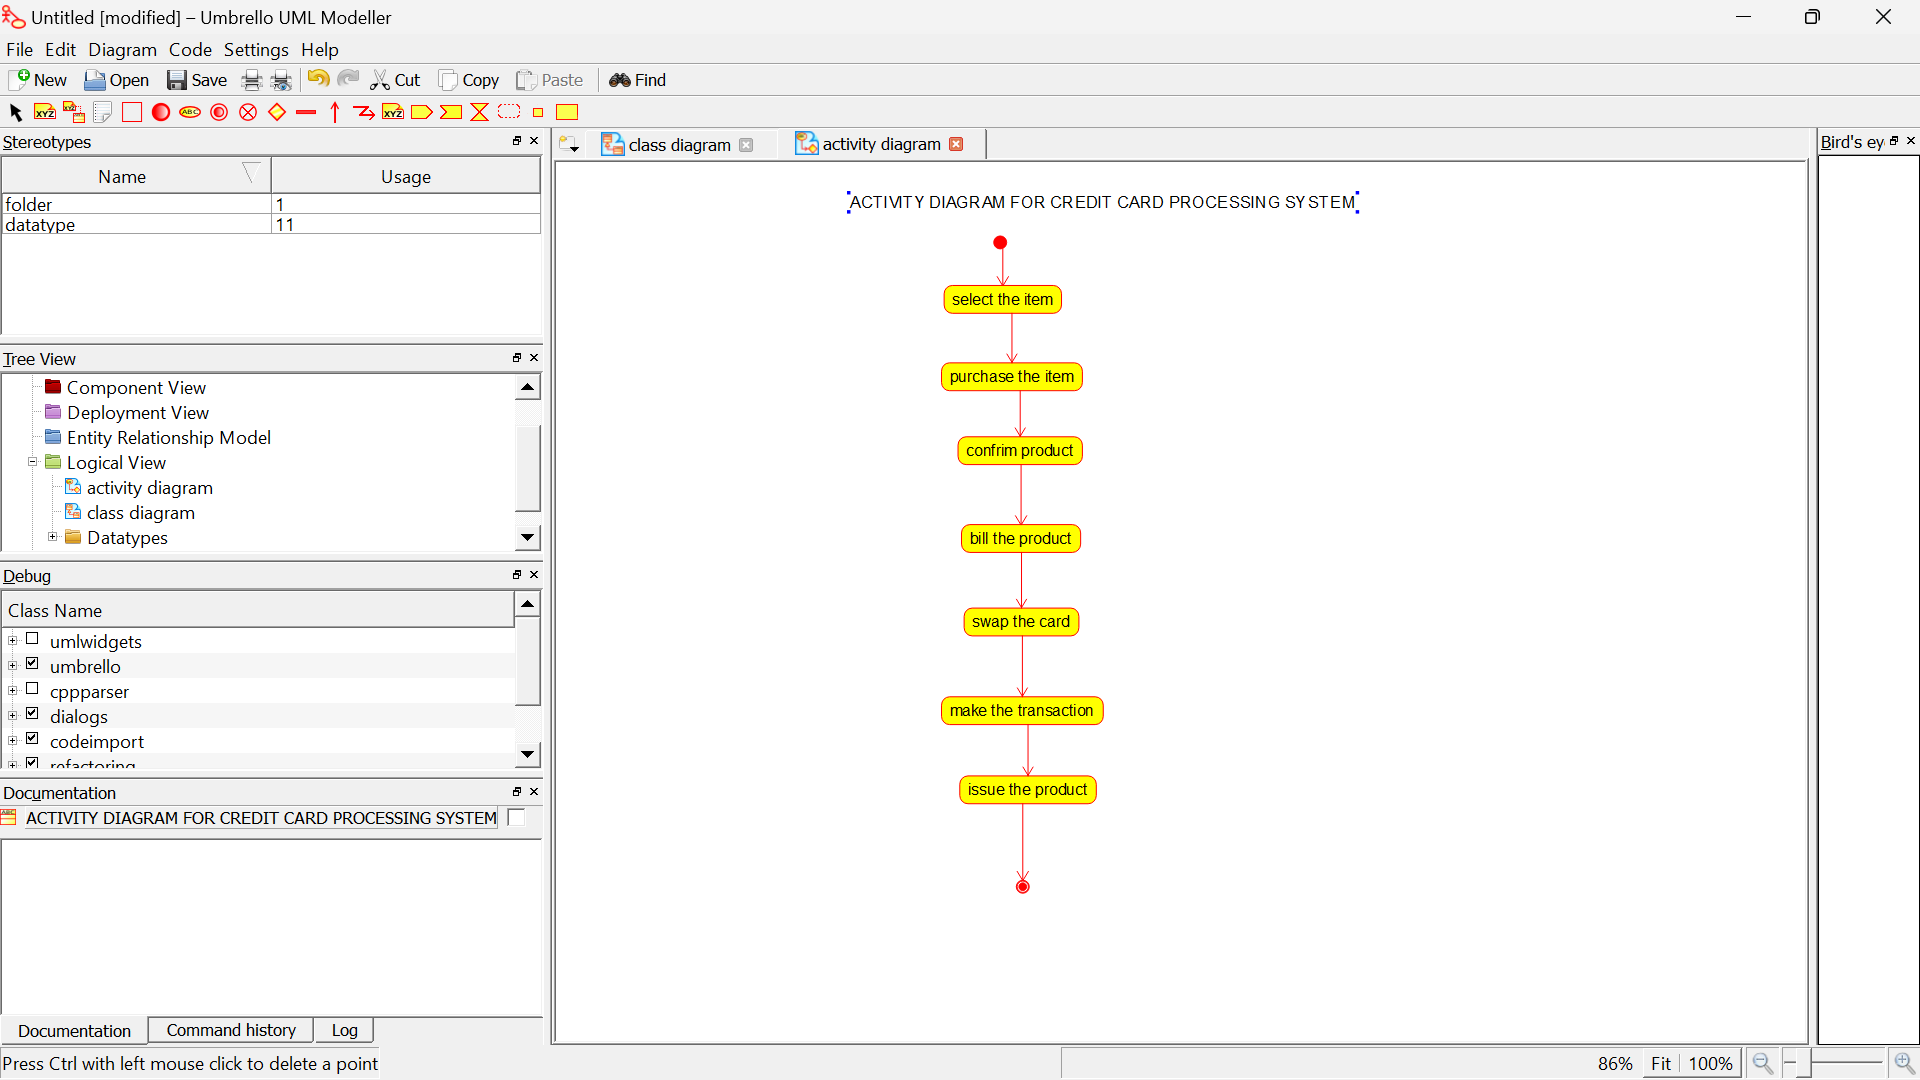 Untitled [modified] – Umbrello UML Modeller
File Edit Diagram Code Settings Help
New Open Save Cut Copy Paste Find
XYZ XYZ ABC XYZ
Stereotypes
Name Usage
folder 1
datatype 11
Tree View
Component View
Deployment View
Entity Relationship Model
Logical View
activity diagram
class diagram
Datatypes
Debug
Class Name
umlwidgets
umbrello
cppparser
dialogs
codeimport
refactoring
Documentation
ACTIVITY DIAGRAM FOR CREDIT CARD PROCESSING SYSTEM
Documentation Command history Log
Press Ctrl with left mouse click to delete a point
class diagram activity diagram
ACTIVITY DIAGRAM FOR CREDIT CARD PROCESSING SYSTEM
select the item
purchase the item
confrim product
bill the product
swap the card
make the transaction
issue the product
Bird's ey
86% Fit 100%